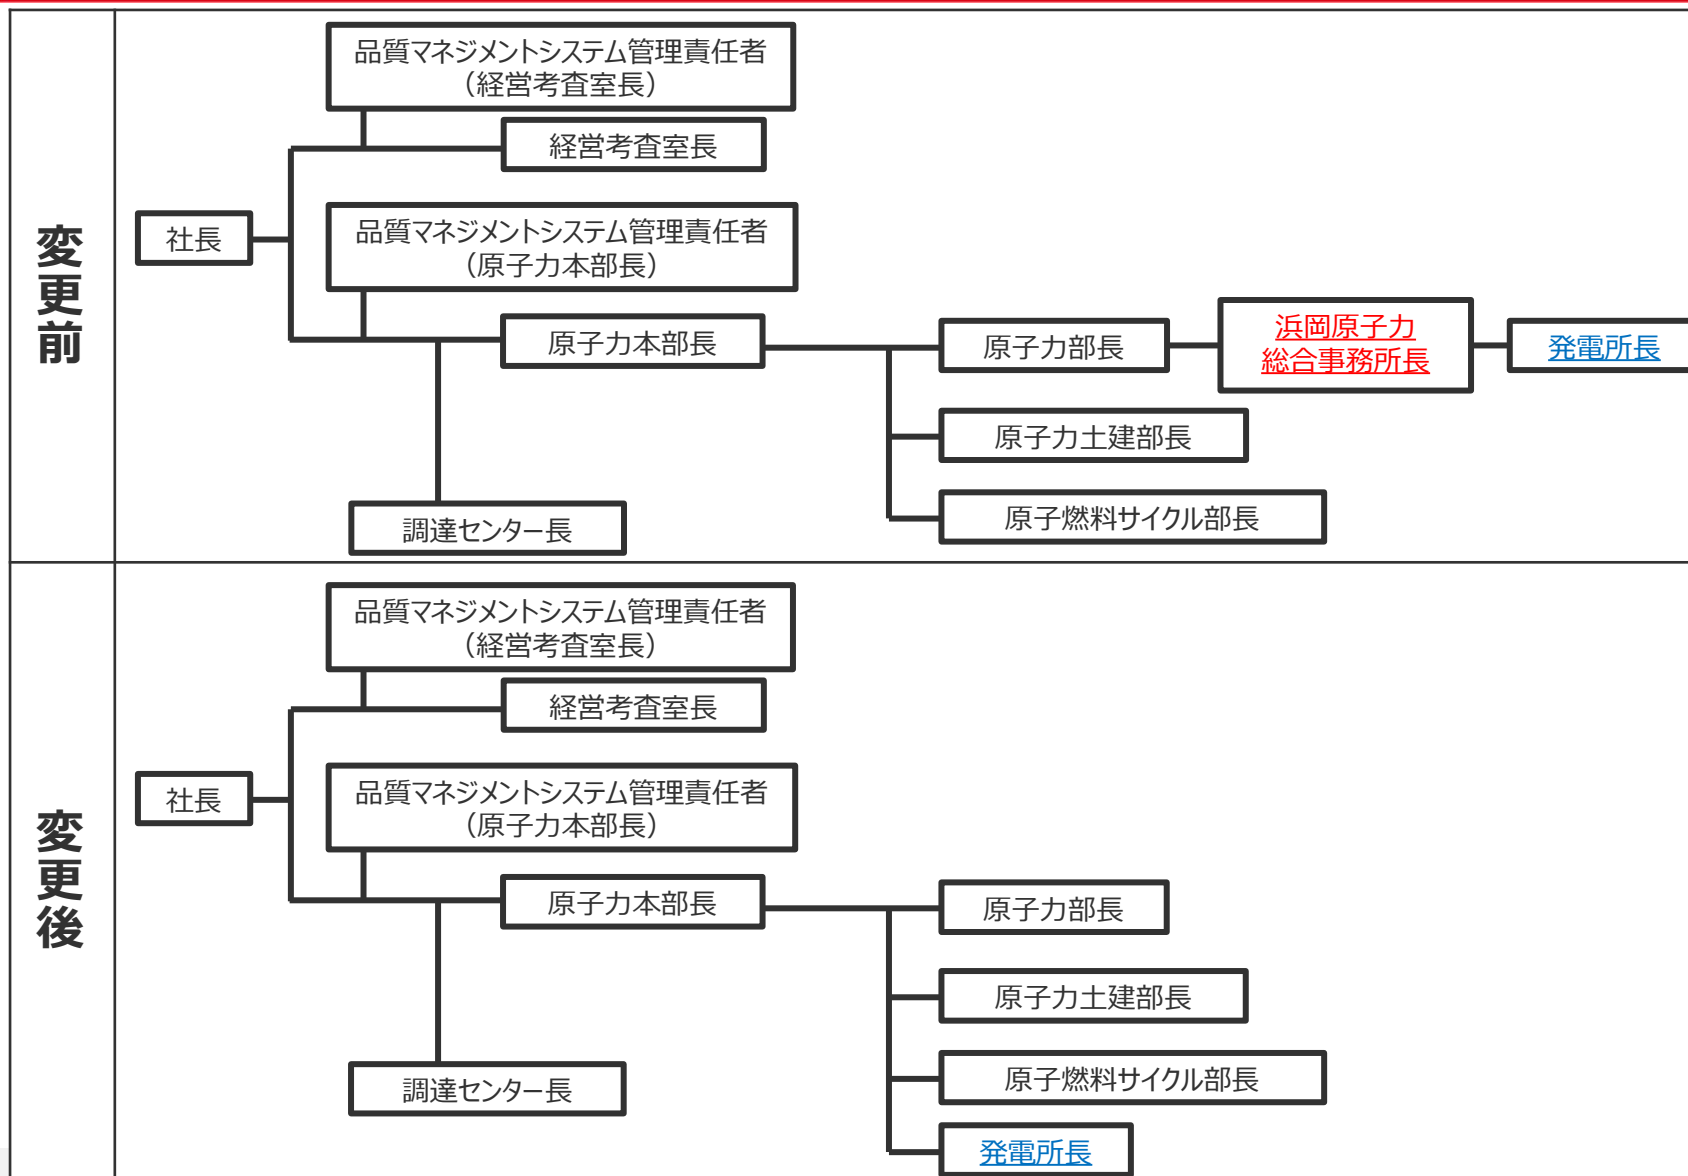 変更前
品質マネジメントシステム管理責任者
（経営考査室長）
経営考査室長
社長
品質マネジメントシステム管理責任者
（原子力本部長）
原子力本部長
原子力部長
浜岡原子力
総合事務所長
発電所長
原子力土建部長
原子燃料サイクル部長
調達センター長
変更後
品質マネジメントシステム管理責任者
（経営考査室長）
経営考査室長
社長
品質マネジメントシステム管理責任者
（原子力本部長）
原子力本部長
原子力部長
原子力土建部長
原子燃料サイクル部長
調達センター長
発電所長